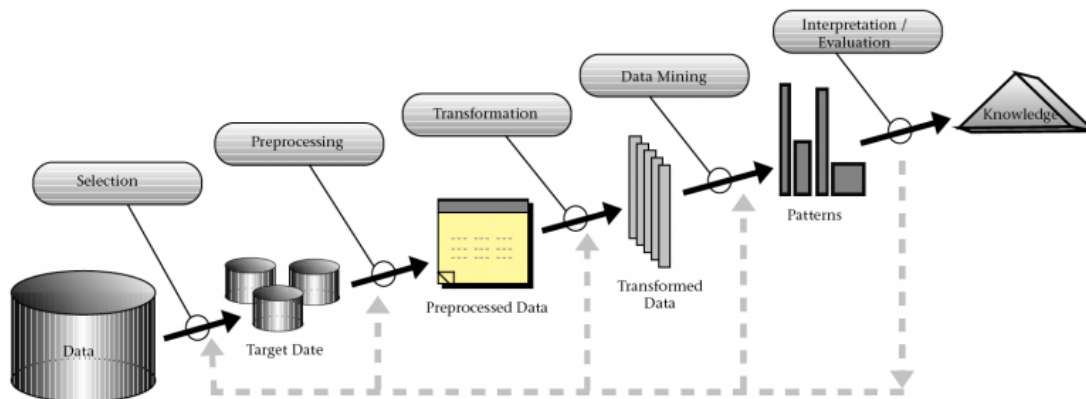 Interpretation /
Evaluation
Data Mining
Transformation
Preprocessing
Selection
Knowledge
Patterns
Transformed
Data
Preprocessed Data
Target Date
Data